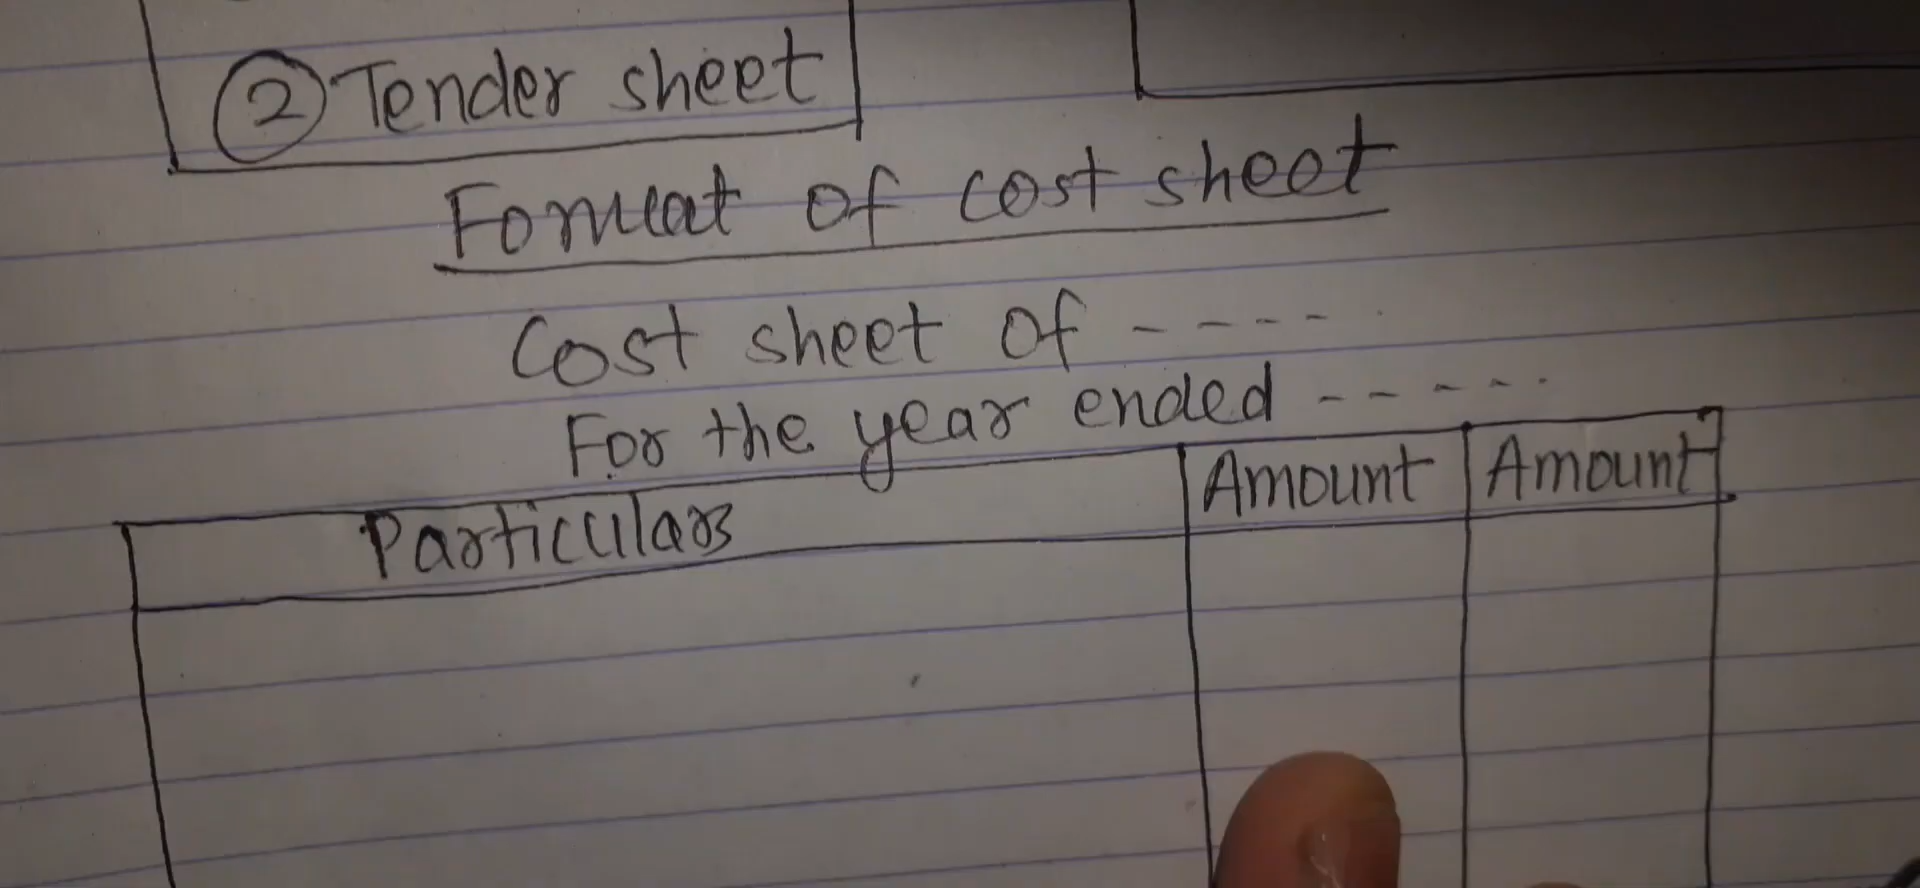 ② Tender sheet
Format of cost sheet
Cost sheet of -----
For the year ended -----
Particulars Amount Amount